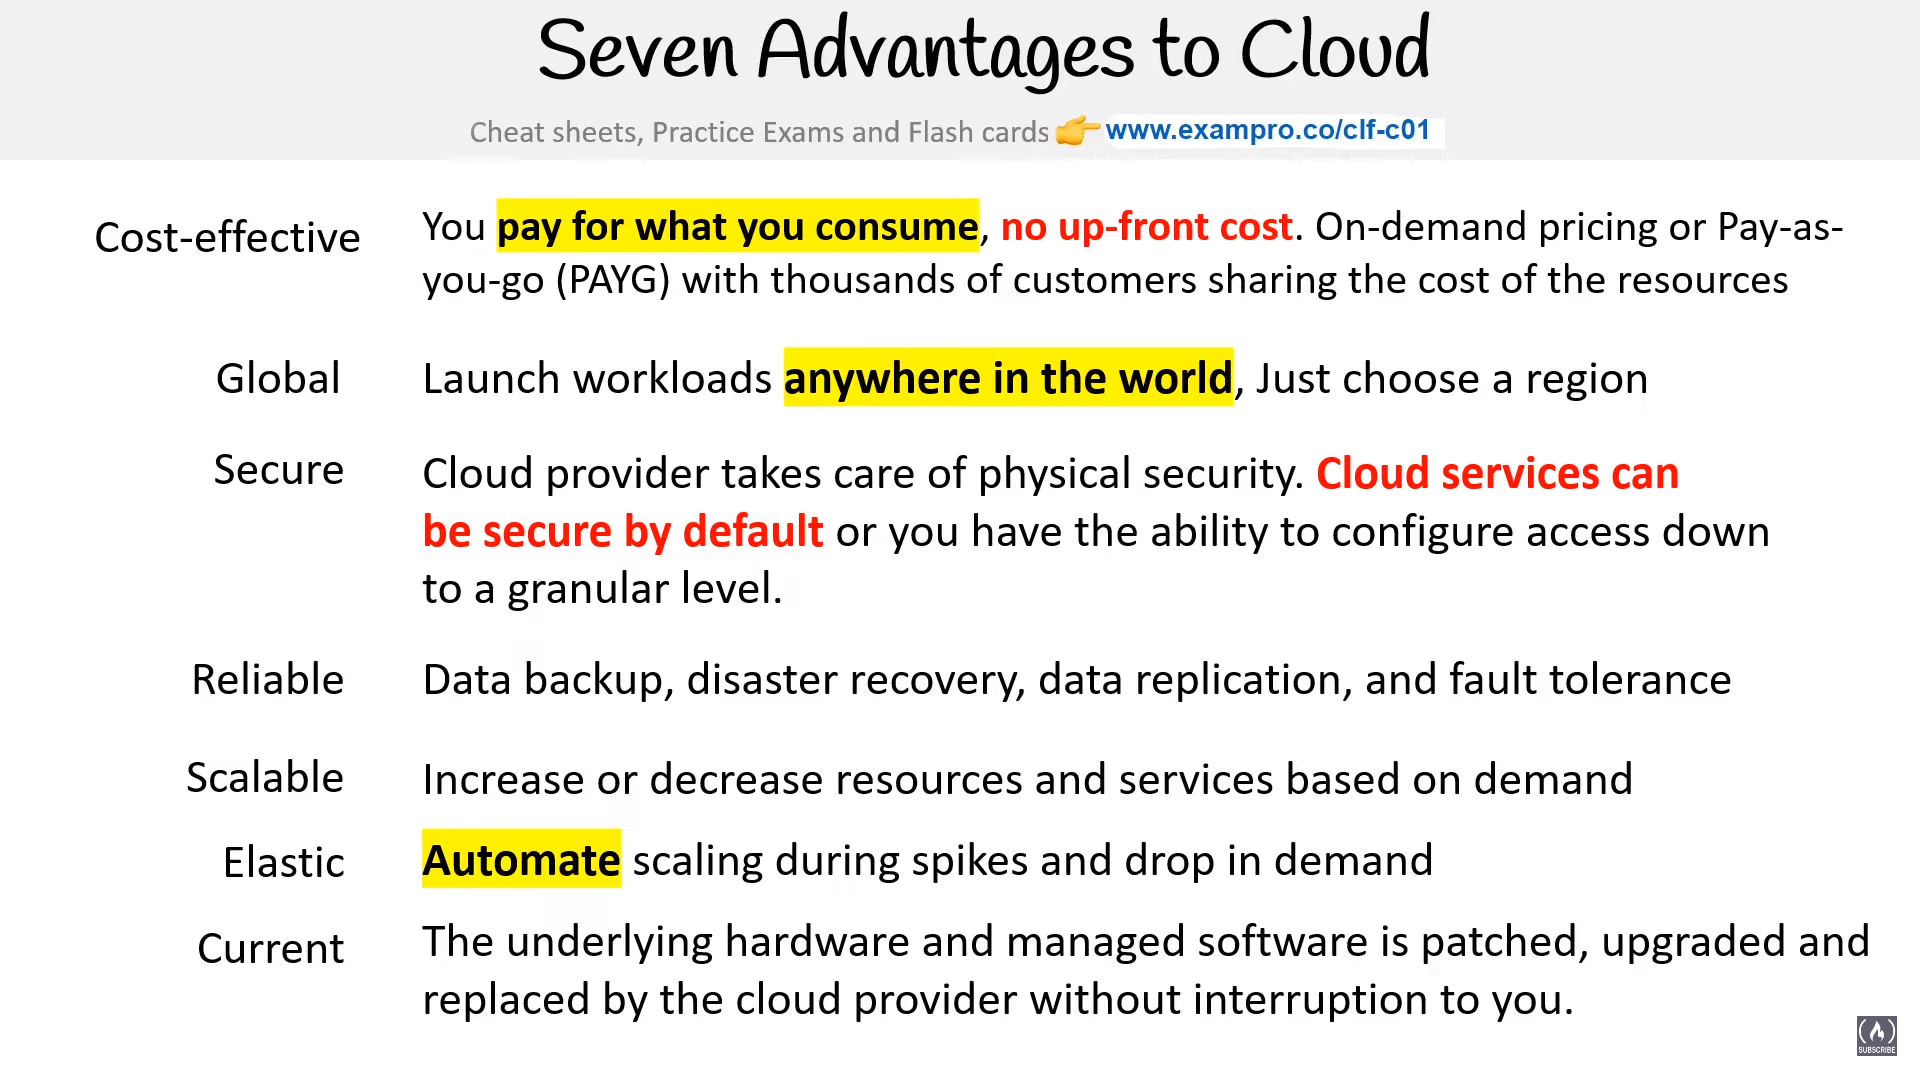 Seven Advantages to Cloud
Cheat sheets, Practice Exams and Flash cards 👉 www.exampro.co/clf-c01
Cost-effective
You pay for what you consume, no up-front cost. On-demand pricing or Pay-as-
you-go (PAYG) with thousands of customers sharing the cost of the resources
Global
Launch workloads anywhere in the world, Just choose a region
Secure
Cloud provider takes care of physical security. Cloud services can
be secure by default or you have the ability to configure access down
to a granular level.
Reliable
Data backup, disaster recovery, data replication, and fault tolerance
Scalable
Increase or decrease resources and services based on demand
Elastic
Automate scaling during spikes and drop in demand
Current
The underlying hardware and managed software is patched, upgraded and
replaced by the cloud provider without interruption to you.
SUBSCRIBE